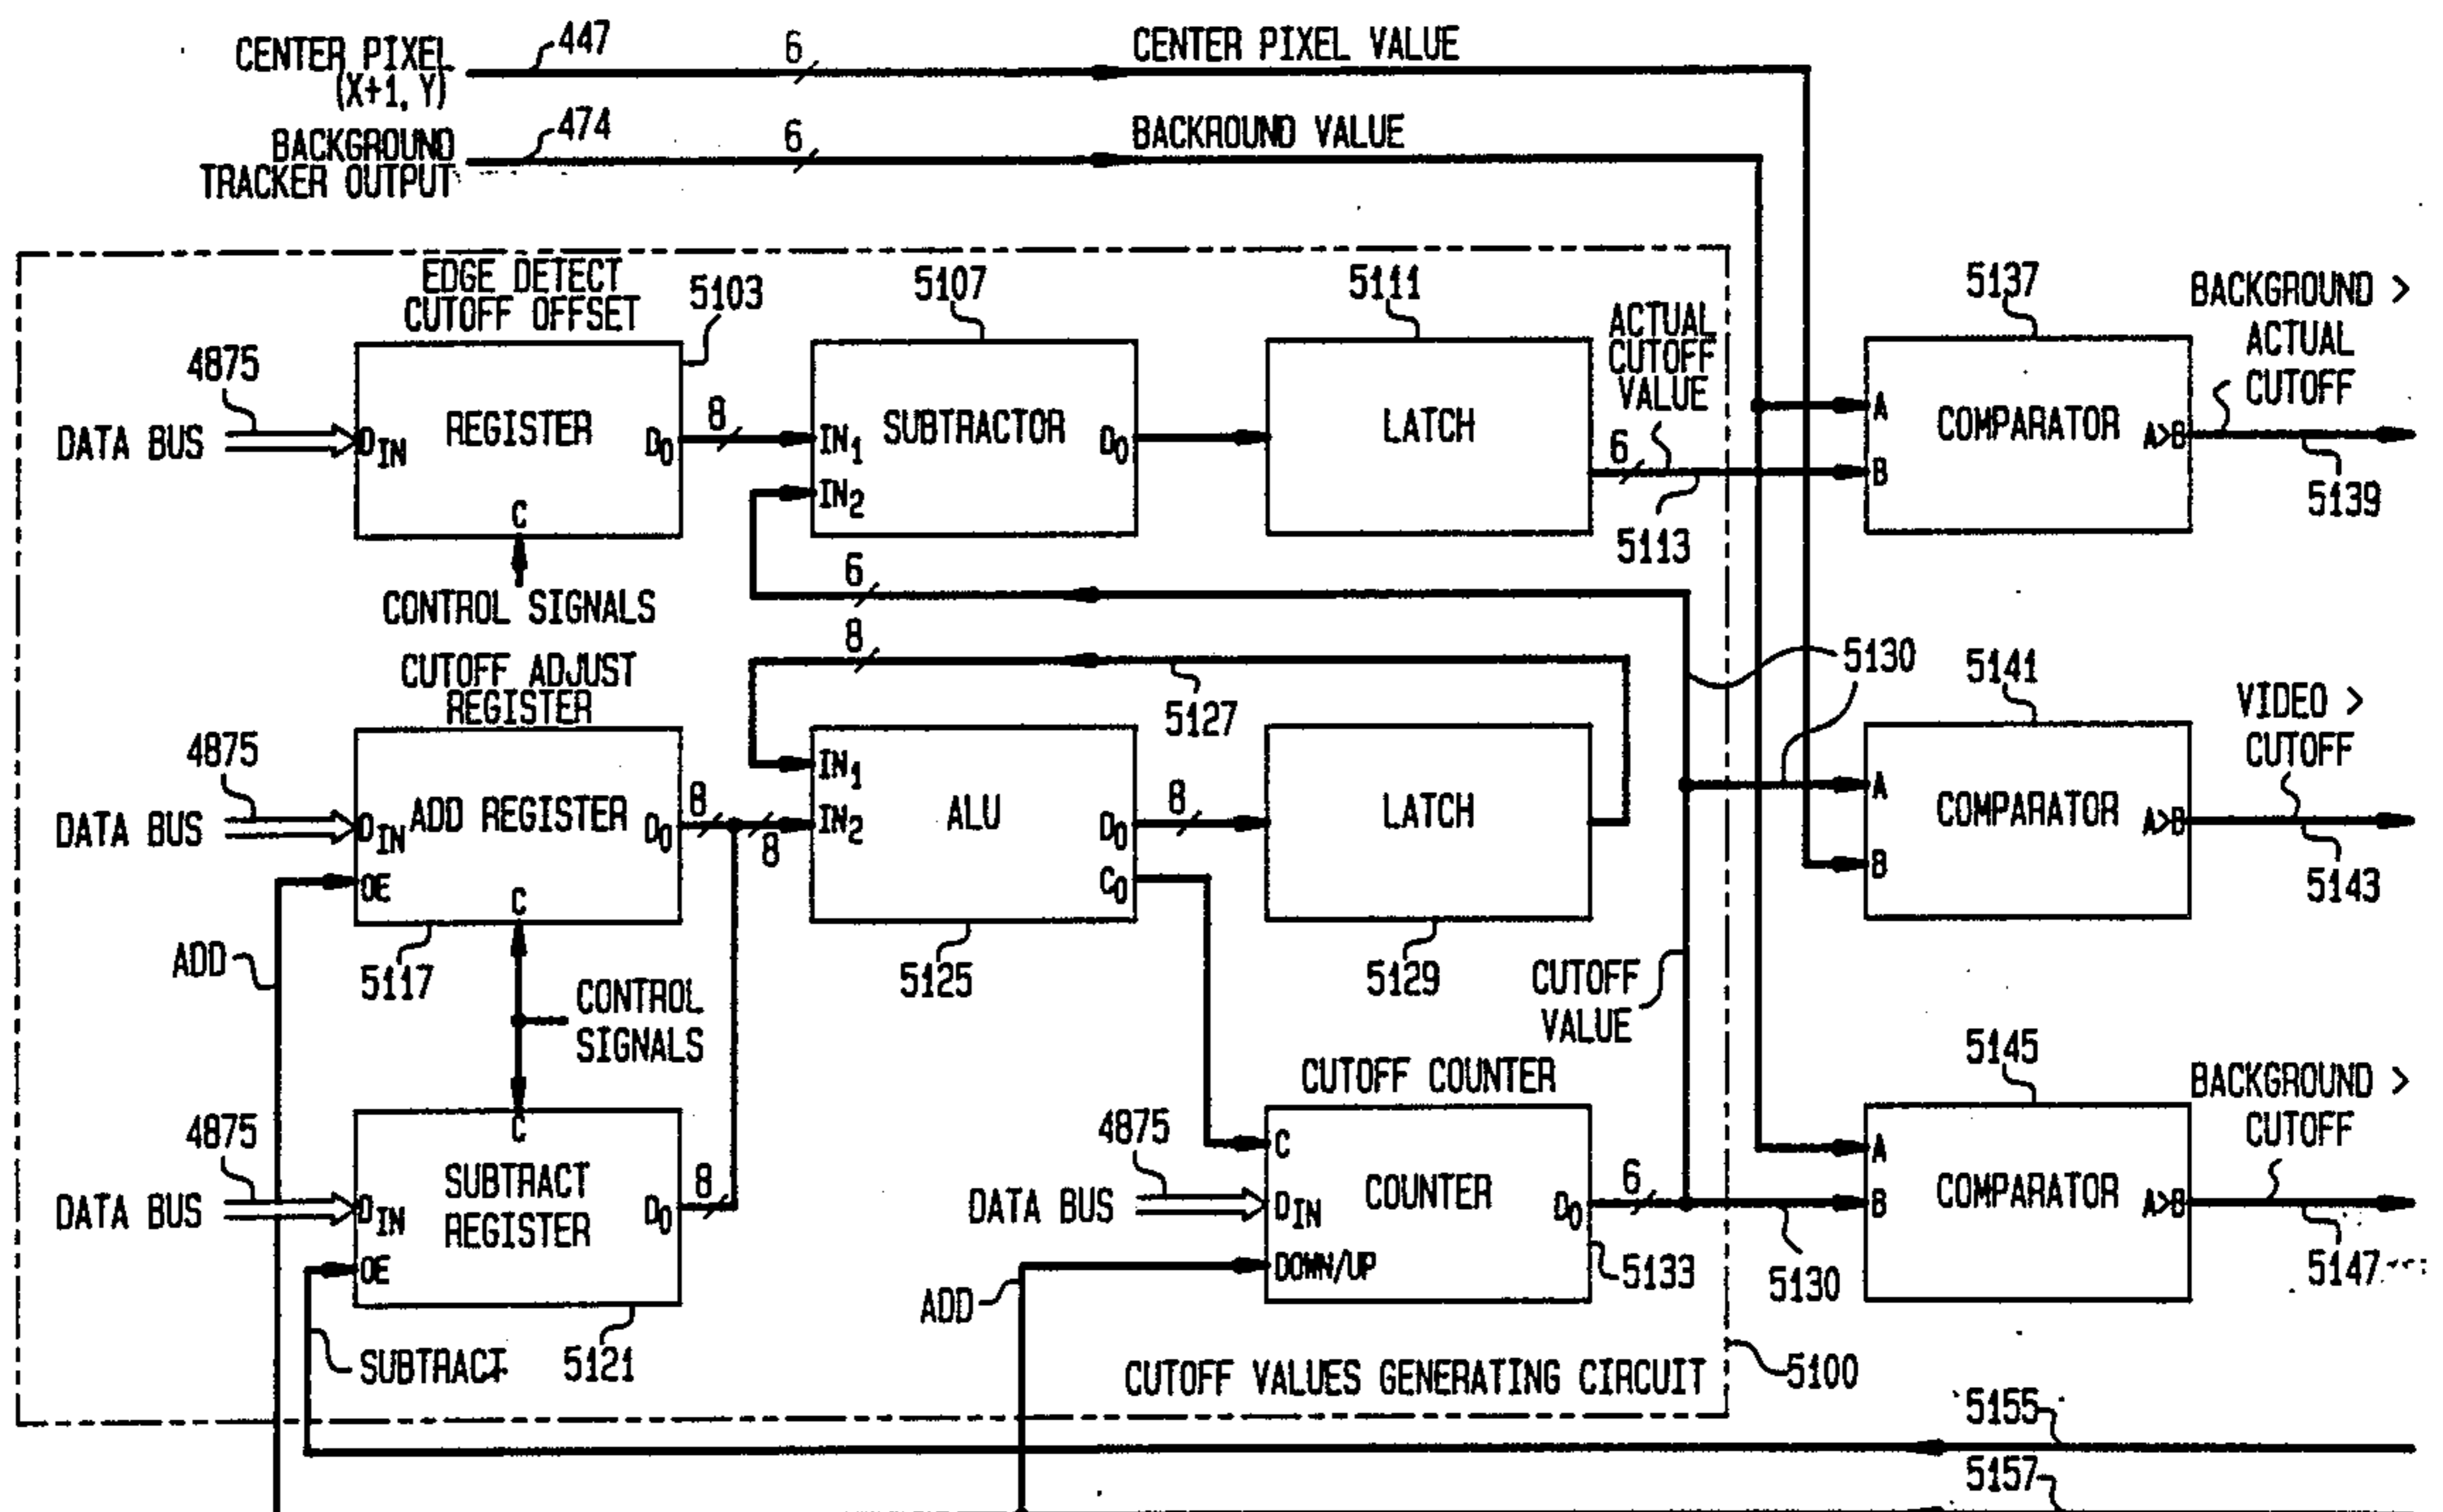 CENTER PIXEL
(X+1, Y)
447
6
CENTER PIXEL VALUE
BACKGROUND
TRACKER OUTPUT
474
6
BACKROUND VALUE
EDGE DETECT
CUTOFF OFFSET
5103
5107
5111
ACTUAL
CUTOFF
VALUE
5137
BACKGROUND >
ACTUAL
CUTOFF
4875
DATA BUS
DIN
REGISTER
D0
C
8
IN1
IN2
SUBTRACTOR
D0
LATCH
6
5113
A
B
COMPARATOR
A>B
5139
CONTROL SIGNALS
6
8
5127
5130
CUTOFF ADJUST
REGISTER
4875
DATA BUS
DIN
ADD REGISTER
D0
OE
C
8
8
IN1
IN2
ALU
D0
C0
8
LATCH
5141
VIDEO >
CUTOFF
A
B
COMPARATOR
A>B
5143
ADD
5117
CONTROL
SIGNALS
5125
5129
CUTOFF
VALUE
4875
DATA BUS
DIN
C
SUBTRACT
REGISTER
D0
OE
8
SUBTRACT
5121
CUTOFF COUNTER
4875
DATA BUS
C
DIN
COUNTER
D0
DOWN/UP
6
5133
ADD
5130
5145
BACKGROUND >
CUTOFF
A
B
COMPARATOR
A>B
5147
CUTOFF VALUES GENERATING CIRCUIT
5100
5155
5157